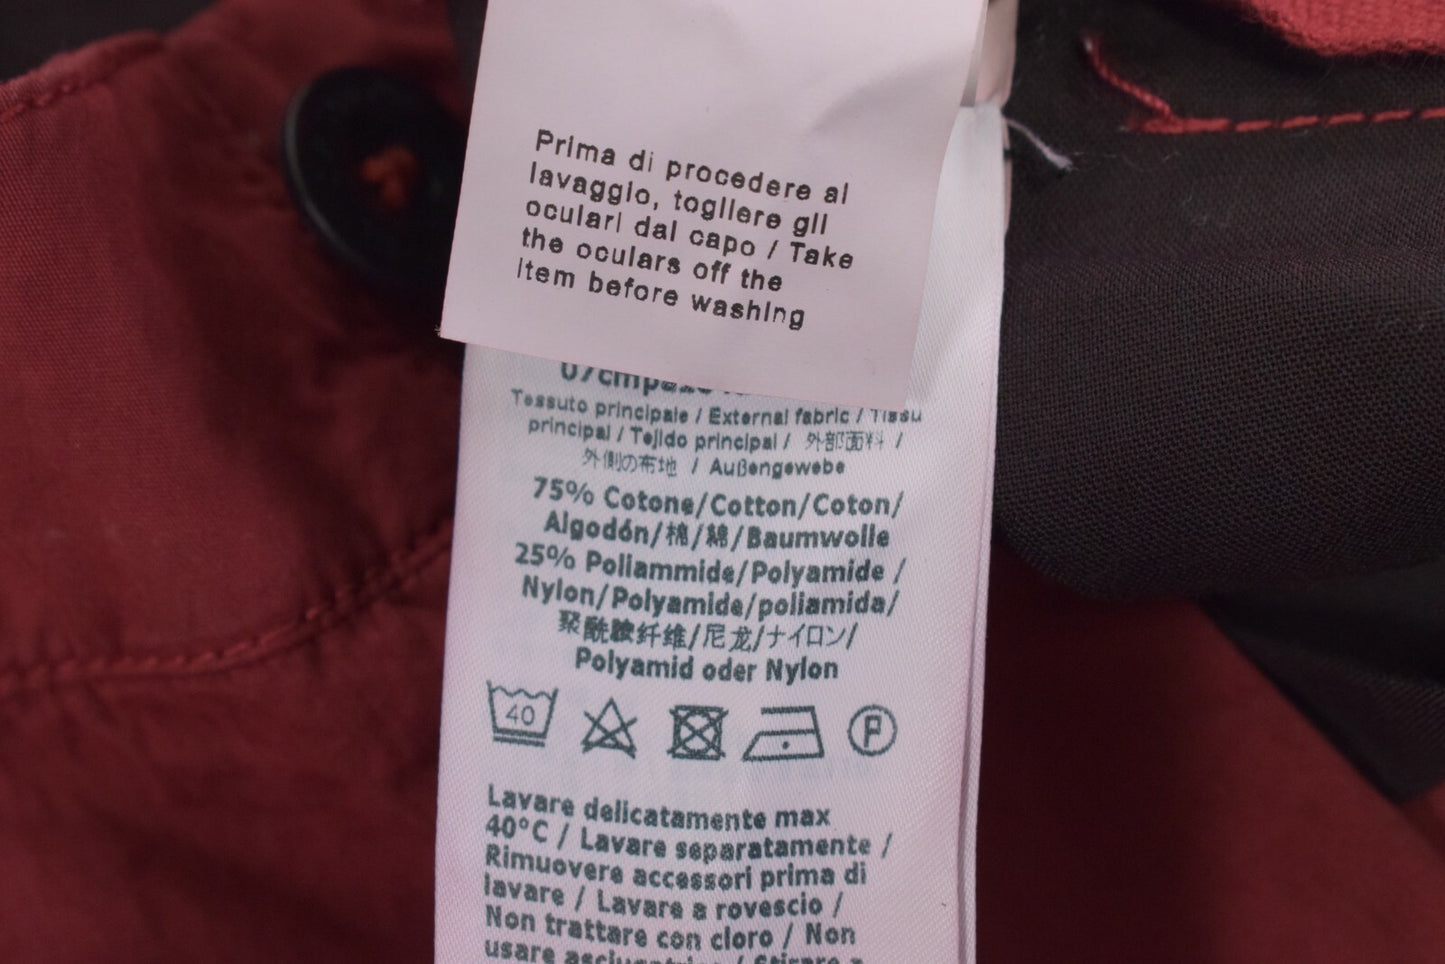 Prima di procedere al
lavaggio, togliere gli
oculari dal capo / Take
the oculars off the
item before washing
Tessuto principale / External fabric / Tissu
principal / Tejido principal / 外部面料 /
外側の布地 / Außengewebe
75% Cotone/Cotton/Coton/
Algodón/棉/綿/Baumwolle
25% Poliammide/Polyamide /
Nylon/Polyamide/poliamida/
聚酰胺纤维/尼龙/ナイロン/
Polyamid oder Nylon
40
P
Lavare delicatamente max
40°C / Lavare separatamente /
Rimuovere accessori prima di
lavare / Lavare a rovescio /
Non trattare con cloro / Non
usare